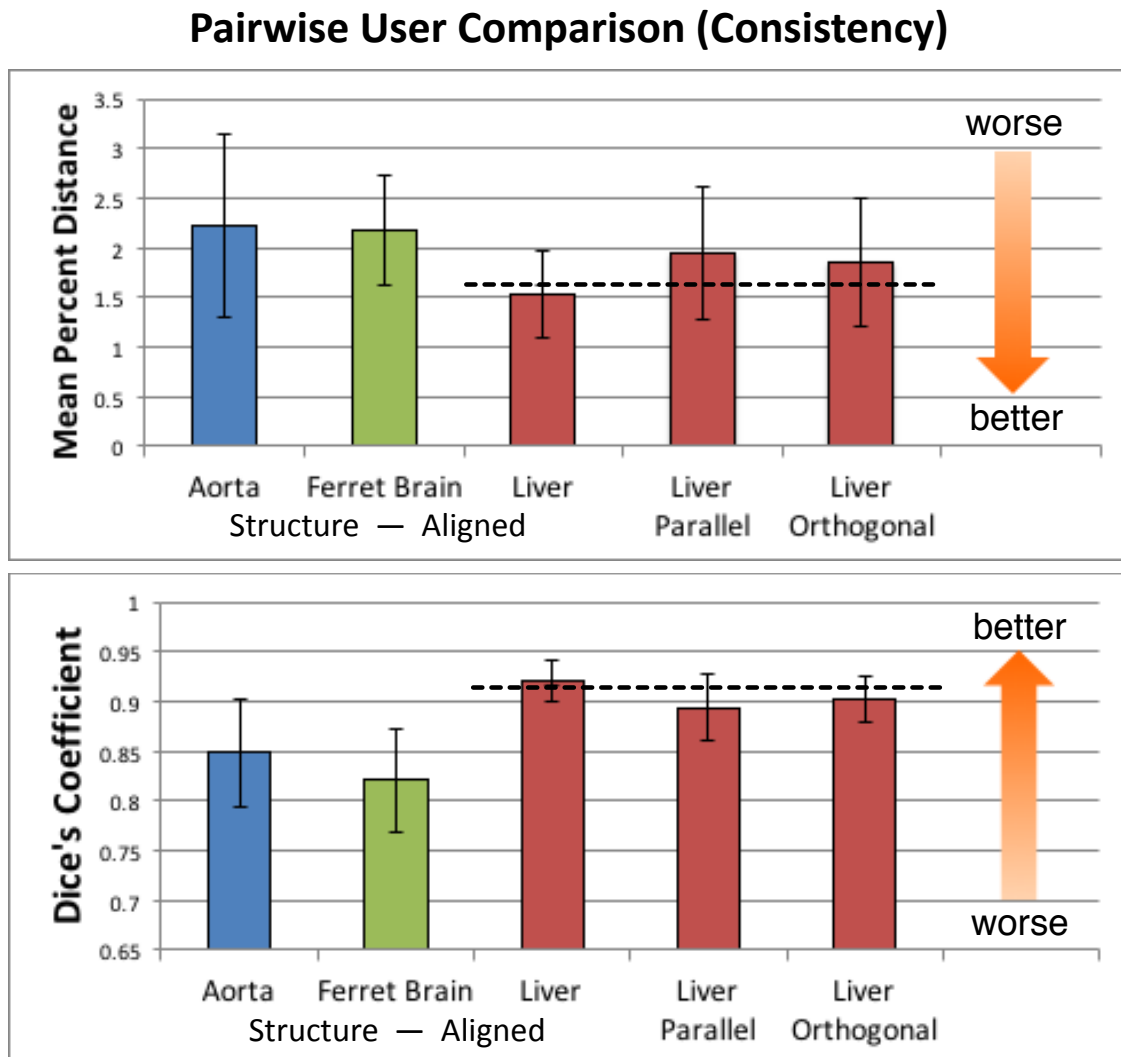 Pairwise User Comparison (Consistency)
Mean Percent Distance
3.5
3
2.5
2
1.5
1
0.5
0
worse
better
Aorta Ferret Brain Liver Liver Liver
Parallel Orthogonal
Structure — Aligned
Dice's Coefficient
1
0.95
0.9
0.85
0.8
0.75
0.7
0.65
better
worse
Aorta Ferret Brain Liver Liver Liver
Parallel Orthogonal
Structure — Aligned